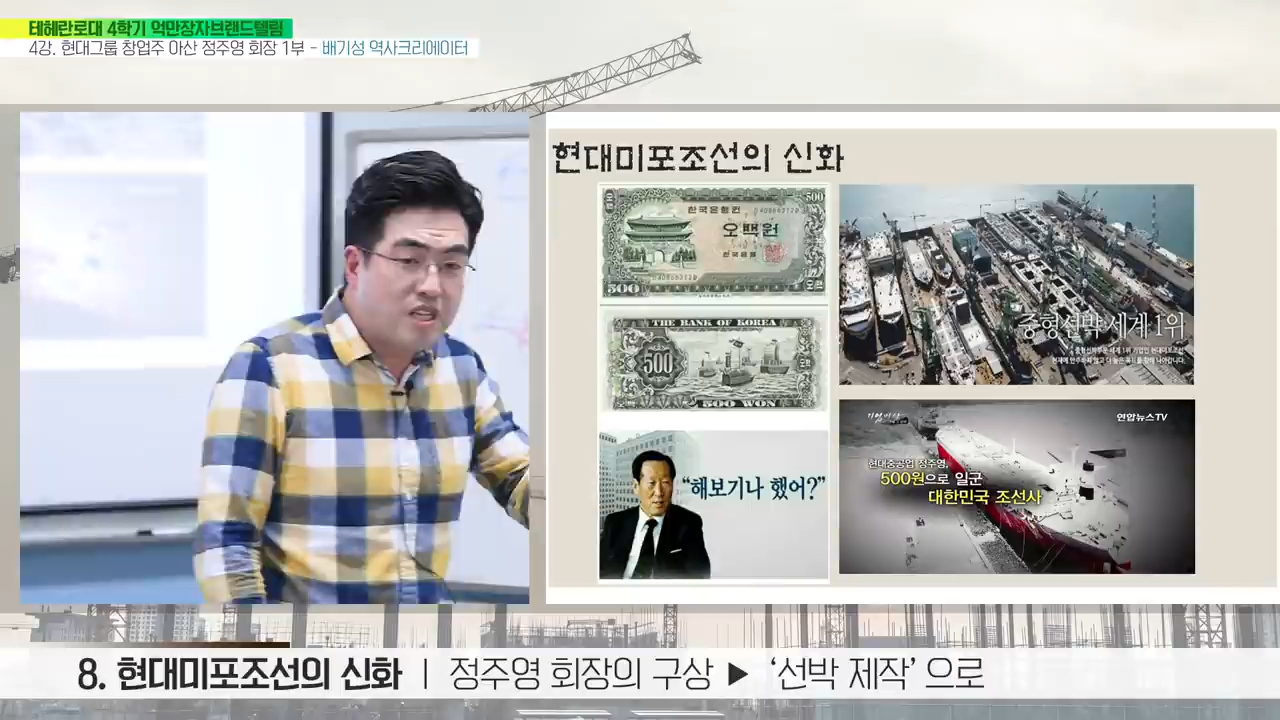 테헤란로대 4학기 억만장자브랜드텔링
4강. 현대그룹 창업주 아산 정주영 회장 1부 - 배기성 역사크리에이터
현대미포조선의 신화
500
한국은행권
오백원
한국은행
500
THE BANK OF KOREA
500
500 WON
"해보기나 했어?"
중형선박 세계 1위
연합뉴스TV
현대중공업 정주영,
500원으로 일군
대한민국 조선사
8. 현대미포조선의 신화 | 정주영 회장의 구상 ▶ '선박 제작' 으로